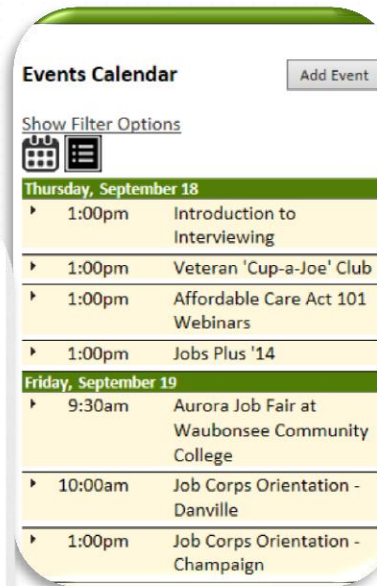 Events Calendar
Add Event
Show Filter Options
Thursday, September 18
1:00pm Introduction to
Interviewing
1:00pm Veteran 'Cup-a-Joe' Club
1:00pm Affordable Care Act 101
Webinars
1:00pm Jobs Plus '14
Friday, September 19
9:30am Aurora Job Fair at
Waubonsee Community
College
10:00am Job Corps Orientation -
Danville
1:00pm Job Corps Orientation -
Champaign